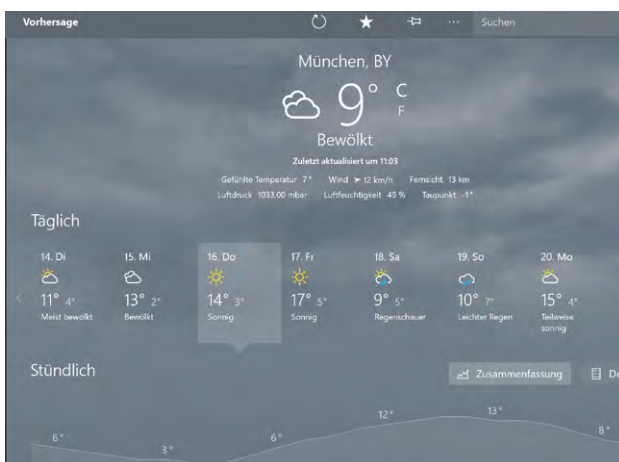 Vorhersage
Suchen
München, BY
9° C
F
Bewölkt
Zuletzt aktualisiert um 11:03
Gefühlte Temperatur 7° Wind 12 km/h Fernsicht 13 km
Luftdruck 1033,00 mbar Luftfeuchtigkeit 43 % Taupunkt -1°
Täglich
14. Di 15. Mi 16. Do 17. Fr 18. Sa 19. So 20. Mo
11° 4° 13° 2° 14° 3° 17° 5° 9° 5° 10° 7° 15° 4°
Meist bewölkt Bewölkt Sonnig Sonnig Regenschauer Leichter Regen Teilweise
sonnig
Stündlich
Zusammenfassung
12° 13°
6° 3° 6° 8°